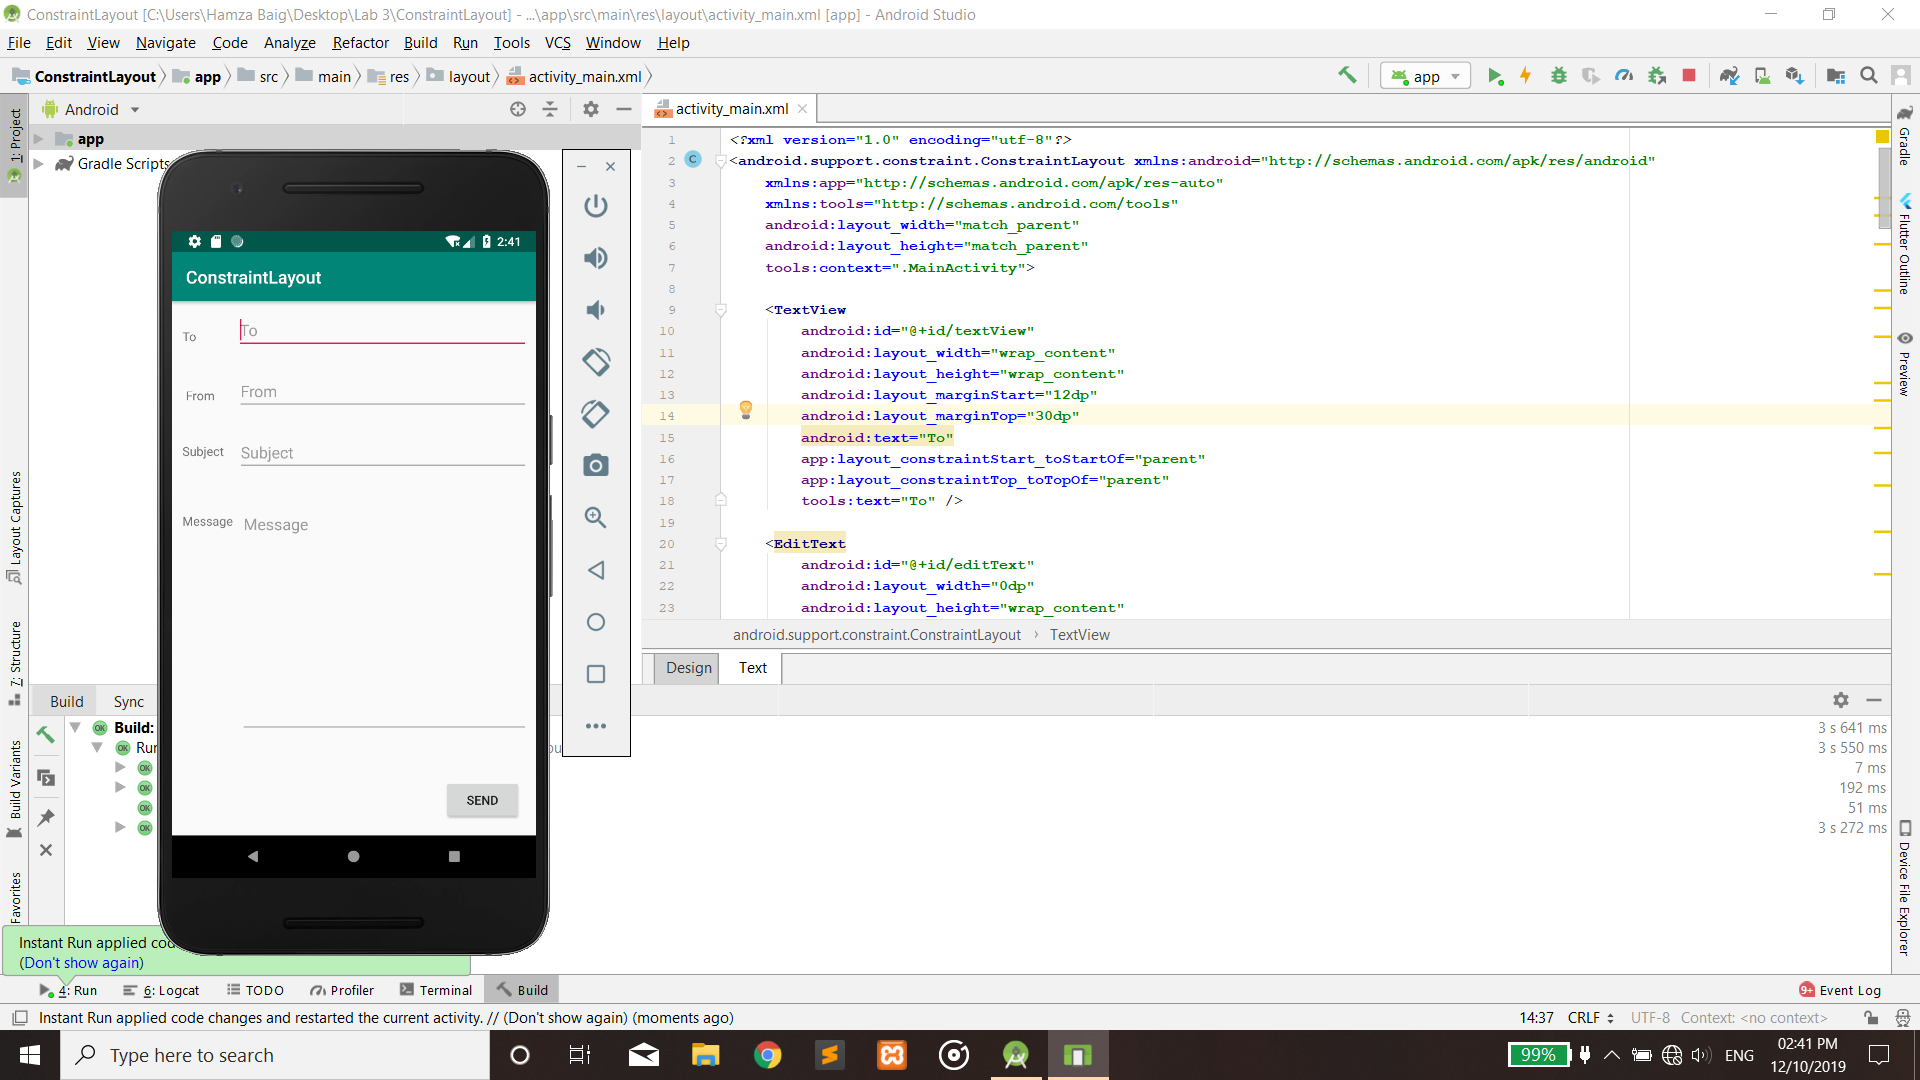 ConstraintLayout [C:\Users\Hamza Baig\Desktop\Lab 3\ConstraintLayout] - ...\app\src\main\res\layout\activity_main.xml [app] - Android Studio
File Edit View Navigate Code Analyze Refactor Build Run Tools VCS Window Help
ConstraintLayout app src main res layout activity_main.xml
app
1: Project
Android
app
Gradle Scripts
activity_main.xml
1 <?xml version="1.0" encoding="utf-8"?>
2 <android.support.constraint.ConstraintLayout xmlns:android="http://schemas.android.com/apk/res/android"
3 xmlns:app="http://schemas.android.com/apk/res-auto"
4 xmlns:tools="http://schemas.android.com/tools"
5 android:layout_width="match_parent"
6 android:layout_height="match_parent"
7 tools:context=".MainActivity">
8
9 <TextView
10 android:id="@+id/textView"
11 android:layout_width="wrap_content"
12 android:layout_height="wrap_content"
13 android:layout_marginStart="12dp"
14 android:layout_marginTop="30dp"
15 android:text="To"
16 app:layout_constraintStart_toStartOf="parent"
17 app:layout_constraintTop_toTopOf="parent"
18 tools:text="To" />
19
20 <EditText
21 android:id="@+id/editText"
22 android:layout_width="0dp"
23 android:layout_height="wrap_content"
android.support.constraint.ConstraintLayout › TextView
Design Text
Gradle
Flutter Outline
Preview
Device File Explorer
2:41
ConstraintLayout
To To
From From
Subject Subject
Message Message
SEND
Layout Captures
7: Structure
Build Variants
Favorites
Build Sync
Build: 3 s 641 ms
Run 3 s 550 ms
OK 7 ms
OK 192 ms
OK 51 ms
OK 3 s 272 ms
Instant Run applied cod
(Don't show again)
4: Run 6: Logcat TODO Profiler Terminal Build 9+ Event Log
Instant Run applied code changes and restarted the current activity. // (Don't show again) (moments ago) 14:37 CRLF UTF-8 Context: <no context>
Type here to search
99% ENG 02:41 PM
12/10/2019